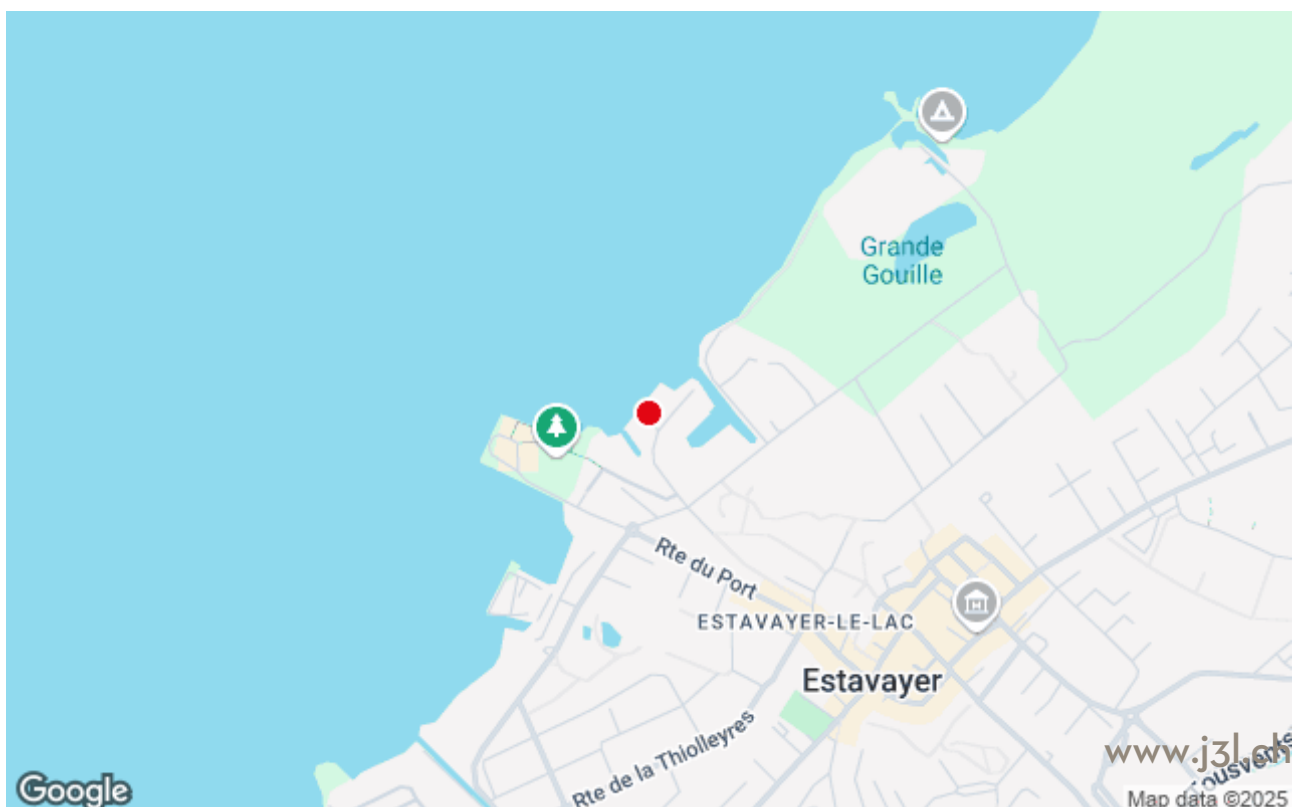 Grande
Gouille
Rte du Port
ESTAVAYER-LE-LAC
Estavayer
Rte de la Thiolleyres
www.j3l.ch
ousvents
Google
Map data ©2025